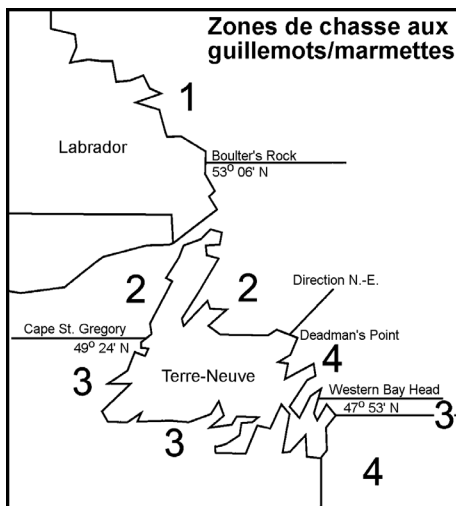 Zones de chasse aux
guillemots/marmettes
1
Labrador
Boulter's Rock
53° 06' N
2
2
Direction N.-E.
Cape St. Gregory
49° 24' N
Deadman's Point
4
3
Terre-Neuve
Western Bay Head
47° 53' N
3
3
4